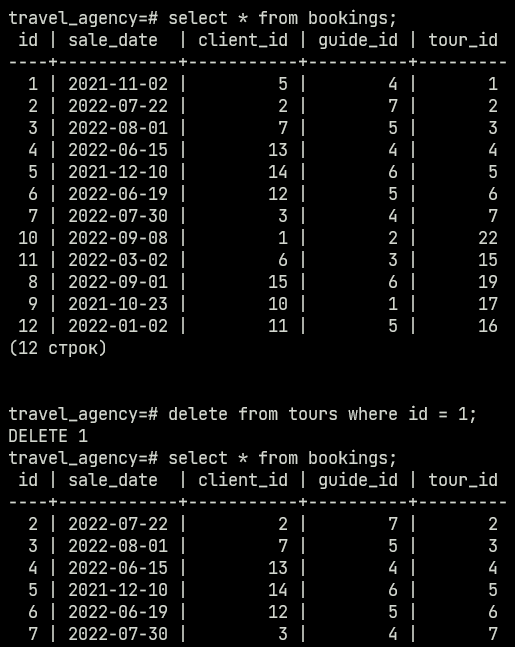 travel_agency=# select * from bookings;
 id | sale_date  | client_id | guide_id | tour_id
----+------------+-----------+----------+---------
  1 | 2021-11-02 |         5 |        4 |       1
  2 | 2022-07-22 |         2 |        7 |       2
  3 | 2022-08-01 |         7 |        5 |       3
  4 | 2022-06-15 |        13 |        4 |       4
  5 | 2021-12-10 |        14 |        6 |       5
  6 | 2022-06-19 |        12 |        5 |       6
  7 | 2022-07-30 |         3 |        4 |       7
 10 | 2022-09-08 |         1 |        2 |      22
 11 | 2022-03-02 |         6 |        3 |      15
  8 | 2022-09-01 |        15 |        6 |      19
  9 | 2021-10-23 |        10 |        1 |      17
 12 | 2022-01-02 |        11 |        5 |      16
(12 строк)
travel_agency=# delete from tours where id = 1;
DELETE 1
travel_agency=# select * from bookings;
 id | sale_date  | client_id | guide_id | tour_id
----+------------+-----------+----------+---------
  2 | 2022-07-22 |         2 |        7 |       2
  3 | 2022-08-01 |         7 |        5 |       3
  4 | 2022-06-15 |        13 |        4 |       4
  5 | 2021-12-10 |        14 |        6 |       5
  6 | 2022-06-19 |        12 |        5 |       6
  7 | 2022-07-30 |         3 |        4 |       7